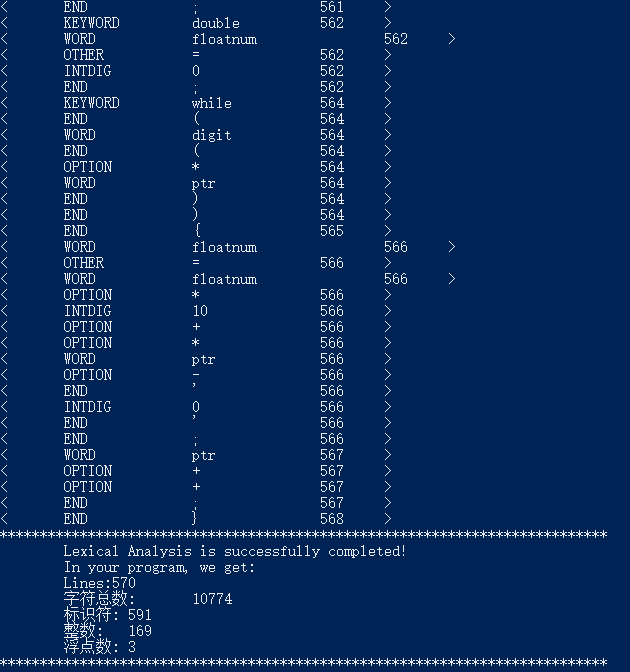 < END ; 561 >
< KEYWORD double 562 >
< WORD floatnum 562 >
< OTHER = 562 >
< INTDIG 0 562 >
< END ; 562 >
< KEYWORD while 564 >
< END ( 564 >
< WORD digit 564 >
< END ( 564 >
< OPTION * 564 >
< WORD ptr 564 >
< END ) 564 >
< END ) 564 >
< END { 565 >
< WORD floatnum 566 >
< OTHER = 566 >
< WORD floatnum 566 >
< OPTION * 566 >
< INTDIG 10 566 >
< OPTION + 566 >
< OPTION * 566 >
< WORD ptr 566 >
< OPTION - 566 >
< END ' 566 >
< INTDIG 0 566 >
< END ' 566 >
< END ; 566 >
< WORD ptr 567 >
< OPTION + 567 >
< OPTION + 567 >
< END ; 567 >
< END } 568 >
****************************************************************************
Lexical Analysis is successfully completed!
In your program, we get:
Lines:570
字符总数: 10774
标识符: 591
整数: 169
浮点数: 3
****************************************************************************